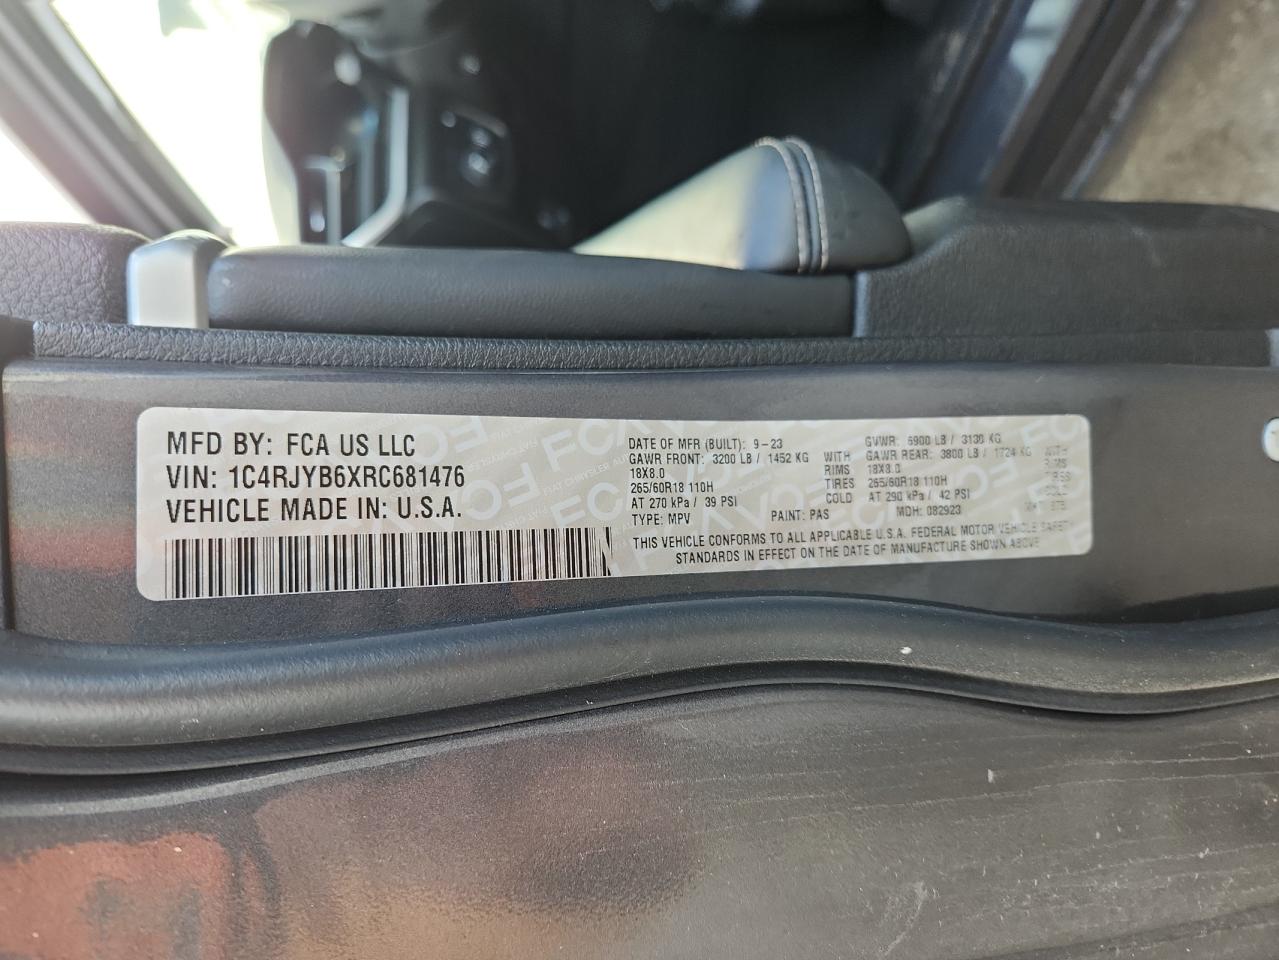 MFD BY: FCA US LLC
VIN: 1C4RJYB6XRC681476
VEHICLE MADE IN: U.S.A.
DATE OF MFR (BUILT): 9-23 GVWR: 6900 LB / 3130 KG
GAWR FRONT: 3200 LB / 1452 KG WITH GAWR REAR: 3800 LB / 1724 KG WITH
18X8.0 RIMS 18X8.0 RIMS
265/60R18 110H TIRES 265/60R18 110H TIRES
AT 270 kPa / 39 PSI COLD AT 290 kPa / 42 PSI COLD
TYPE: MPV PAINT: PAS MDH: 082923
THIS VEHICLE CONFORMS TO ALL APPLICABLE U.S.A. FEDERAL MOTOR VEHICLE SAFETY
STANDARDS IN EFFECT ON THE DATE OF MANUFACTURE SHOWN ABOVE